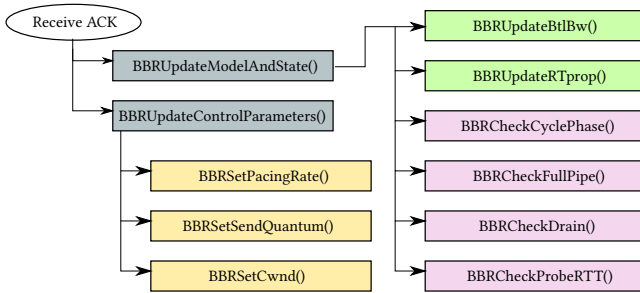 Receive ACK
BBRUpdateModelAndState()
BBRUpdateControlParameters()
BBRSetPacingRate()
BBRSetSendQuantum()
BBRSetCwnd()
BBRUpdateBtlBw()
BBRUpdateRTprop()
BBRCheckCyclePhase()
BBRCheckFullPipe()
BBRCheckDrain()
BBRCheckProbeRTT()